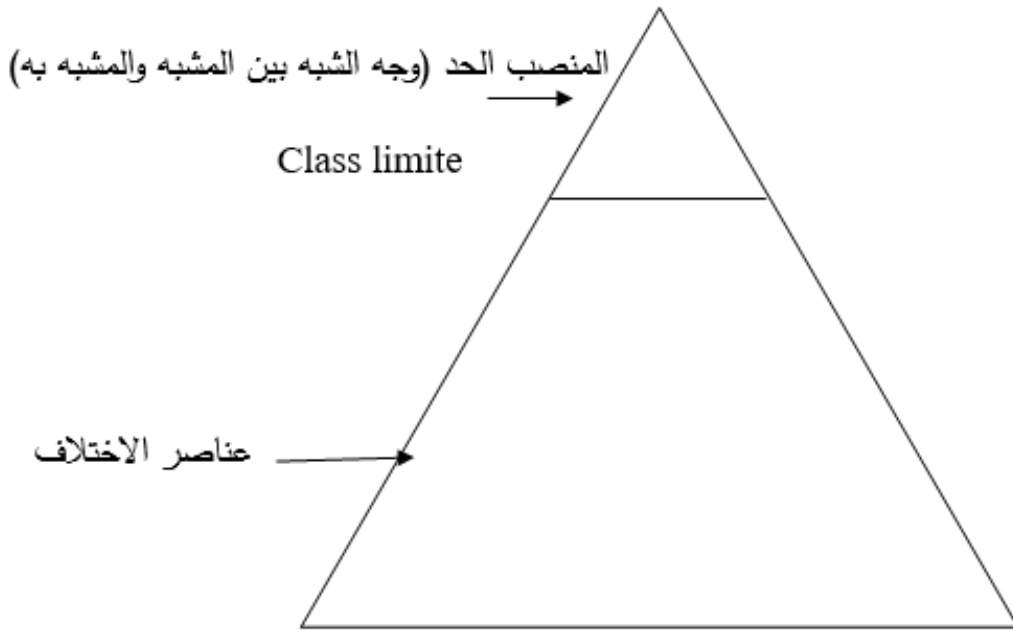 المنصب الحد (وجه الشبه بين المشبه والمشبه به)
Class limite
عناصر الاختلاف